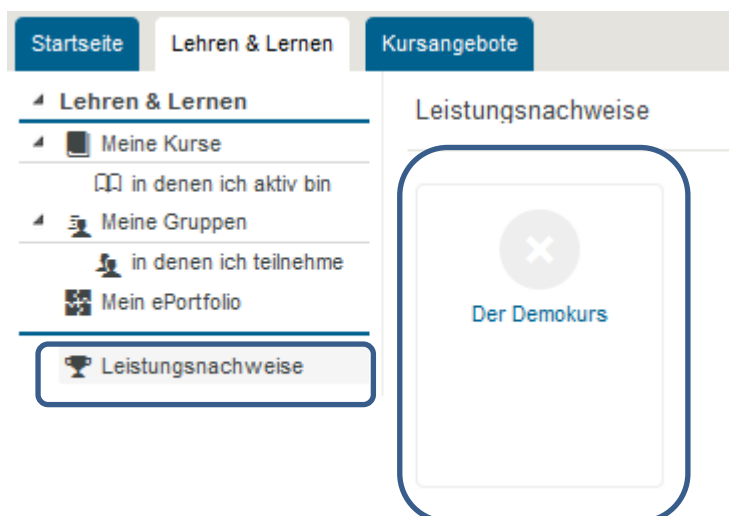 Startseite
Lehren & Lernen
Kursangebote
Lehren & Lernen
Meine Kurse
in denen ich aktiv bin
Meine Gruppen
in denen ich teilnehme
Mein ePortfolio
Leistungsnachweise
Leistungsnachweise
Der Demokurs